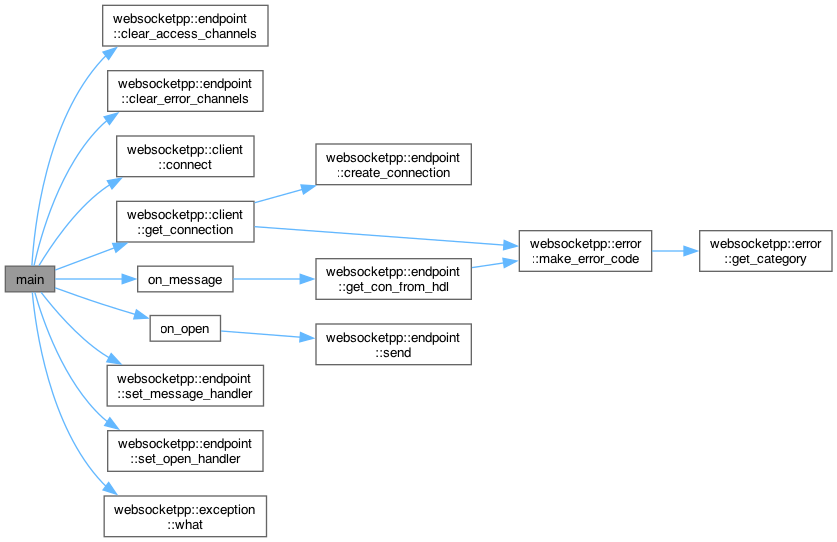 websocketpp::endpoint
::clear_access_channels
websocketpp::endpoint
::clear_error_channels
websocketpp::client
::connect
websocketpp::client
::get_connection
main
on_message
on_open
websocketpp::endpoint
::set_message_handler
websocketpp::endpoint
::set_open_handler
websocketpp::exception
::what
websocketpp::endpoint
::create_connection
websocketpp::endpoint
::get_con_from_hdl
websocketpp::endpoint
::send
websocketpp::error
::make_error_code
websocketpp::error
::get_category